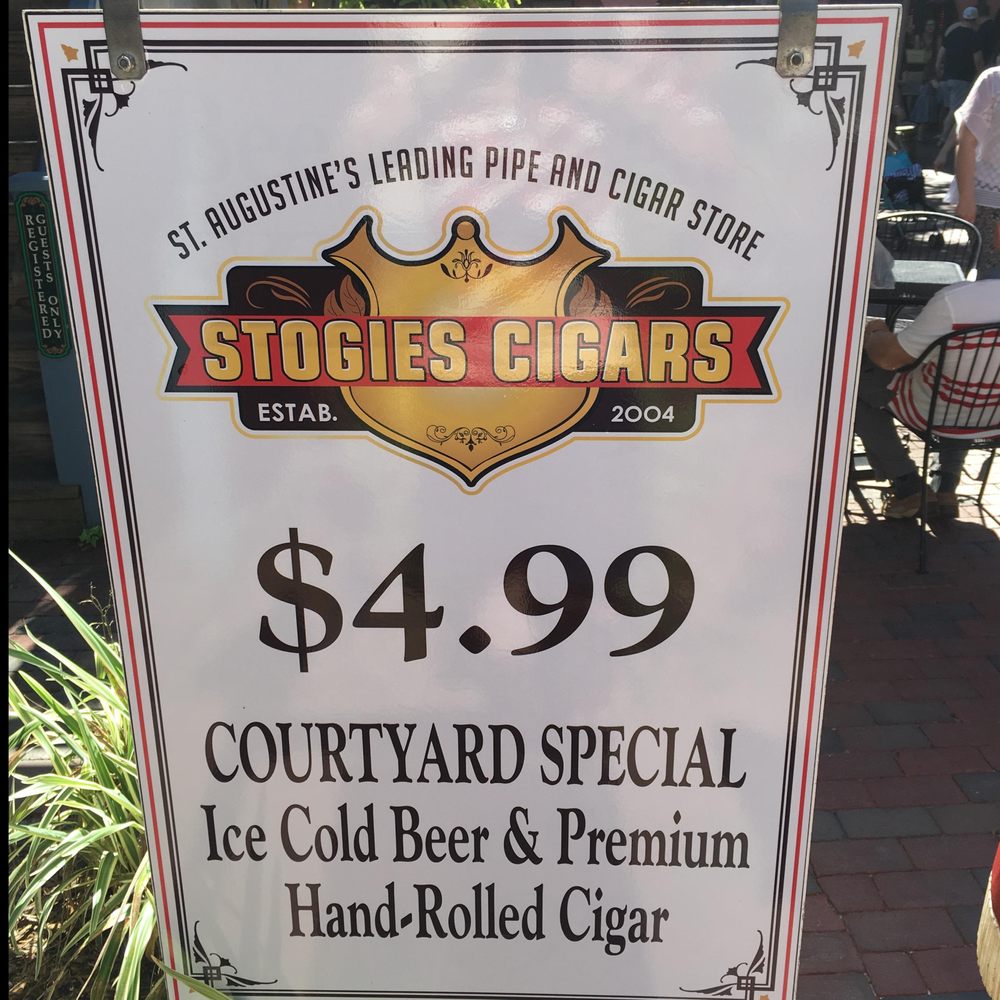 ST. AUGUSTINE'S LEADING PIPE AND CIGAR STORE
STOGIES CIGARS
ESTAB. 2004
$4.99
COURTYARD SPECIAL
Ice Cold Beer & Premium
Hand-Rolled Cigar
REGISTERED
GUESTS ONLY